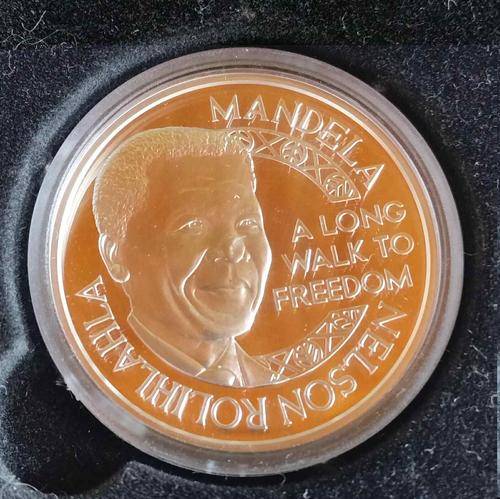 NELSON ROLIHLAHLA
MANDELA
A LONG
WALK TO
FREEDOM